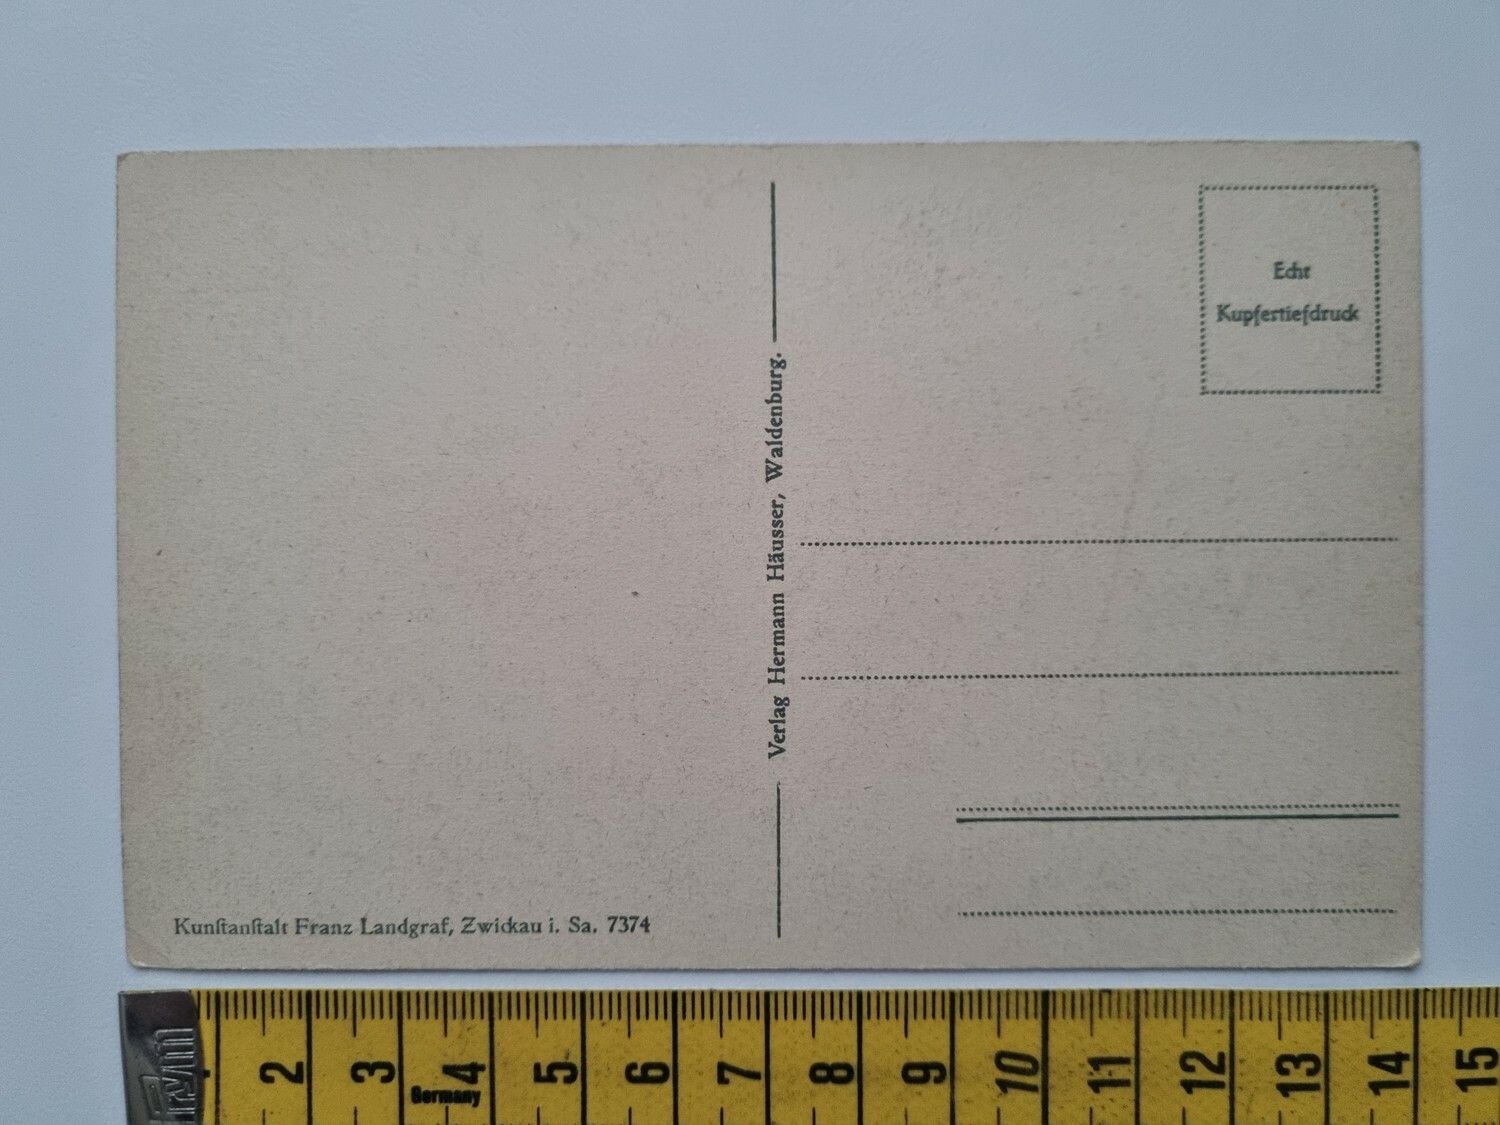 Echt
Kupfertiefdruck
Verlag Hermann Häusser, Waldenburg.
Kunſtanſtalt Franz Landgraf, Zwickau i. Sa. 7374
2 3 4 5 6 7 8 9 10 11 12 13 14 15
Germany